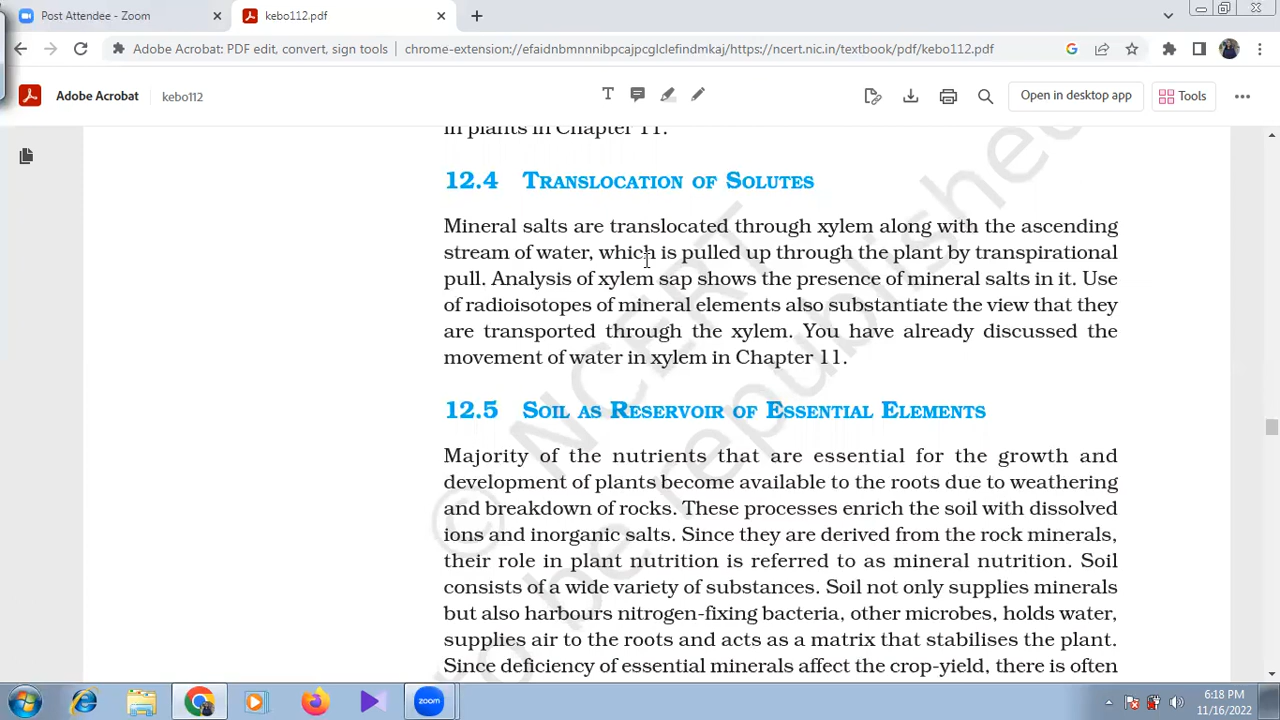 Post Attendee - Zoom
kebo112.pdf
Adobe Acrobat: PDF edit, convert, sign tools | chrome-extension://efaidnbmnnnibpcajpcglclefindmkaj/https://ncert.nic.in/textbook/pdf/kebo112.pdf
Adobe Acrobat kebo112
Open in desktop app
Tools
in plants in Chapter 11.
12.4 TRANSLOCATION OF SOLUTES
Mineral salts are translocated through xylem along with the ascending
stream of water, which is pulled up through the plant by transpirational
pull. Analysis of xylem sap shows the presence of mineral salts in it. Use
of radioisotopes of mineral elements also substantiate the view that they
are transported through the xylem. You have already discussed the
movement of water in xylem in Chapter 11.
12.5 SOIL AS RESERVOIR OF ESSENTIAL ELEMENTS
Majority of the nutrients that are essential for the growth and
development of plants become available to the roots due to weathering
and breakdown of rocks. These processes enrich the soil with dissolved
ions and inorganic salts. Since they are derived from the rock minerals,
their role in plant nutrition is referred to as mineral nutrition. Soil
consists of a wide variety of substances. Soil not only supplies minerals
but also harbours nitrogen-fixing bacteria, other microbes, holds water,
supplies air to the roots and acts as a matrix that stabilises the plant.
Since deficiency of essential minerals affect the crop-yield, there is often
© NCERT
be republished
zoom
6:18 PM
11/16/2022